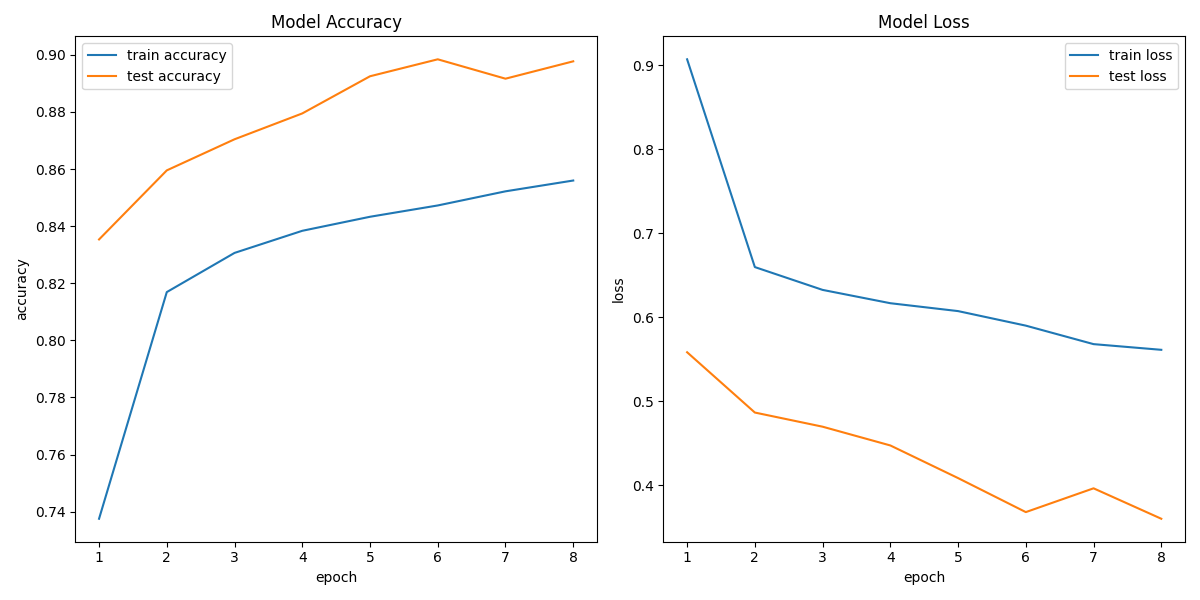 Model Accuracy
train accuracy
test accuracy
0.90
0.88
0.86
0.84
0.82
0.80
0.78
0.76
0.74
accuracy
1 2 3 4 5 6 7 8
epoch
Model Loss
train loss
test loss
0.9
0.8
0.7
0.6
0.5
0.4
loss
1 2 3 4 5 6 7 8
epoch